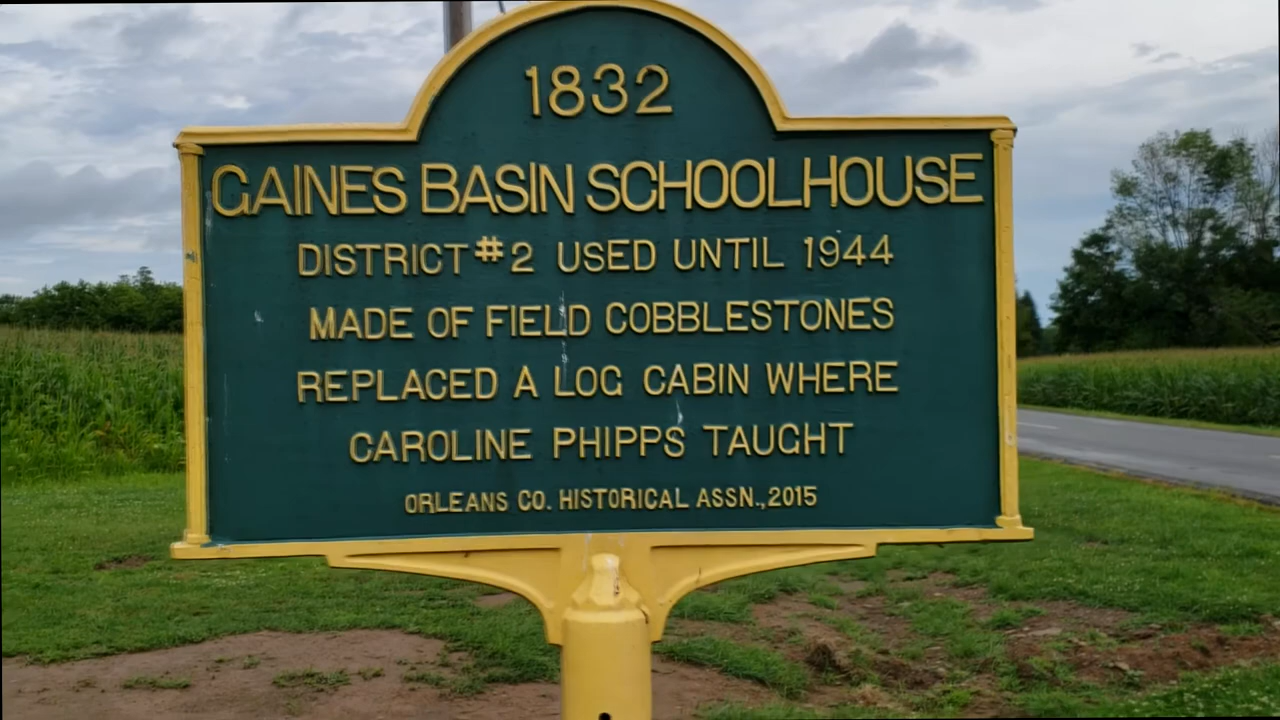 1832
GAINES BASIN SCHOOLHOUSE
DISTRICT #2 USED UNTIL 1944
MADE OF FIELD COBBLESTONES
REPLACED A LOG CABIN WHERE
CAROLINE PHIPPS TAUGHT
ORLEANS CO. HISTORICAL ASSN., 2015